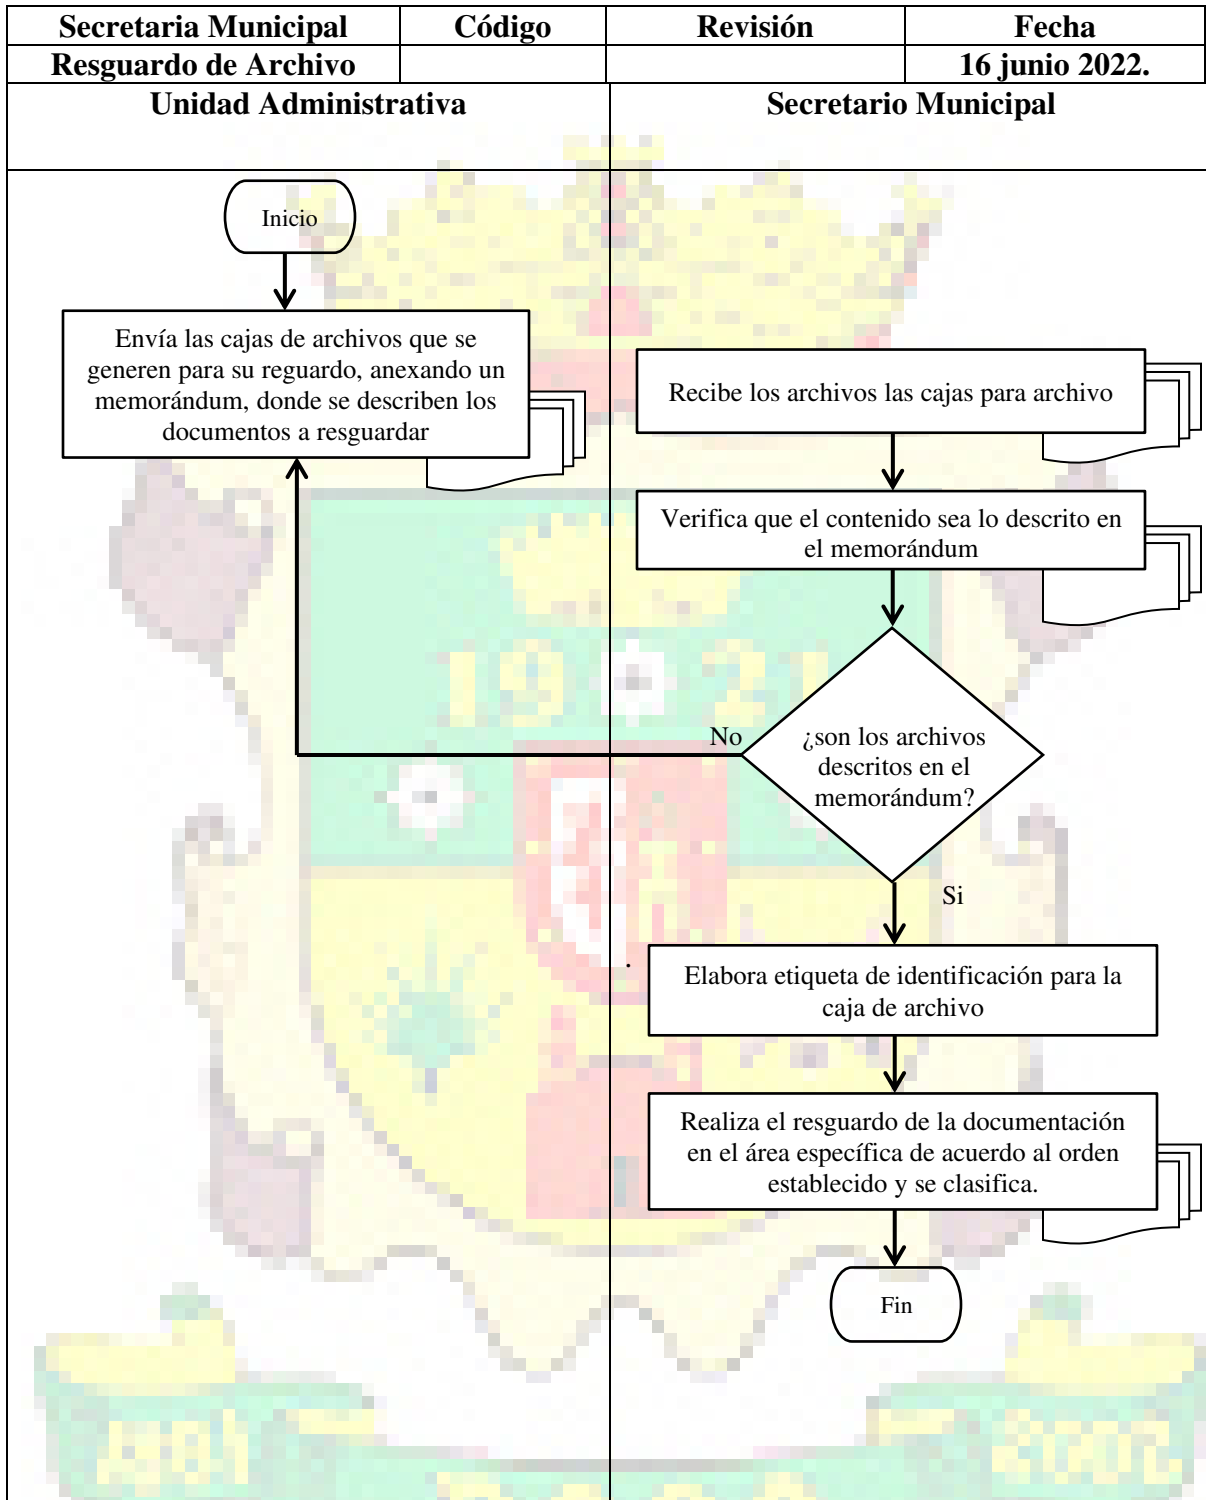 Secretaria Municipal
Código
Revisión
Fecha
Resguardo de Archivo
16 junio 2022.
Unidad Administrativa
Secretario Municipal
Inicio
Envía las cajas de archivos que se
generen para su reguardo, anexando un
memorándum, donde se describen los
documentos a resguardar
Recibe los archivos las cajas para archivo
Verifica que el contenido sea lo descrito en
el memorándum
19 21
No
¿son los archivos
descritos en el
memorándum?
Si
.
Elabora etiqueta de identificación para la
caja de archivo
Realiza el resguardo de la documentación
en el área específica de acuerdo al orden
establecido y se clasifica.
Fin